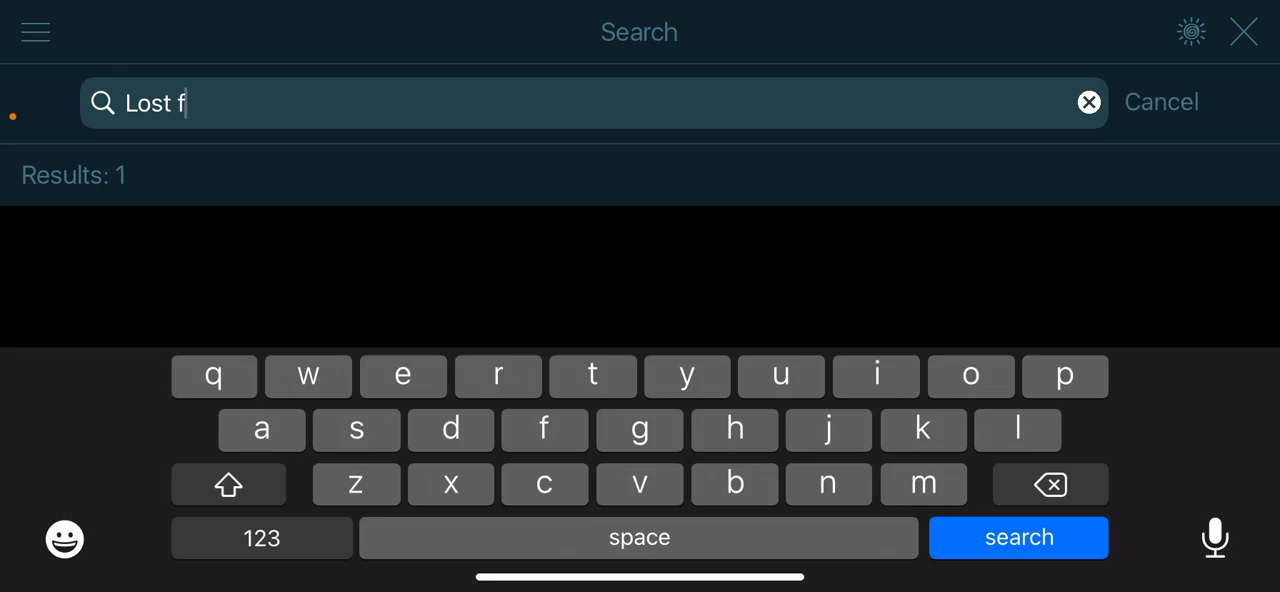 Search
Lost f
Cancel
Results: 1
q w e r t y u i o p
a s d f g h j k l
z x c v b n m
123 space search